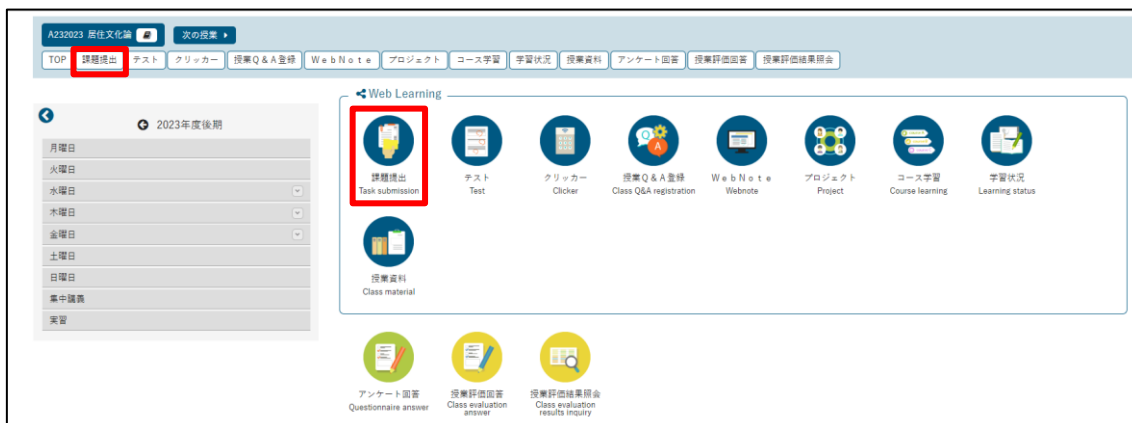 A232023 居住文化論 次の授業
TOP 課題提出 テスト クリッカー 授業Q&A登録 WebNote プロジェクト コース学習 学習状況 授業資料 アンケート回答 授業評価回答 授業評価結果照会
2023年度後期
月曜日
火曜日
水曜日
木曜日
金曜日
土曜日
日曜日
集中講義
実習
Web Learning
課題提出 テスト クリッカー 授業Q&A登録 WebNote プロジェクト コース学習 学習状況
Task submission Test Clicker Class Q&A registration Webnote Project Course learning Learning status
授業資料
Class material
アンケート回答 授業評価回答 授業評価結果照会
Questionnaire answer Class evaluation answer Class evaluation results inquiry